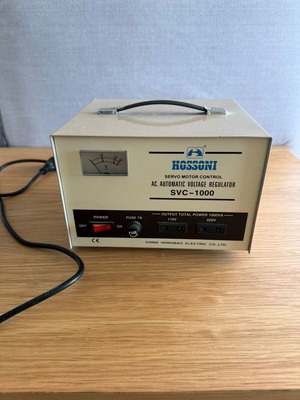 HOSSONI
SERVO MOTOR CONTROL
AC AUTOMATIC VOLTAGE REGULATOR
SVC-1000
OUTPUT TOTAL POWER 1000VA
POWER FUSE 7A 110V 220V
OFF ON
CHINA HONGBAO ELECTRIC CO.,LTD.